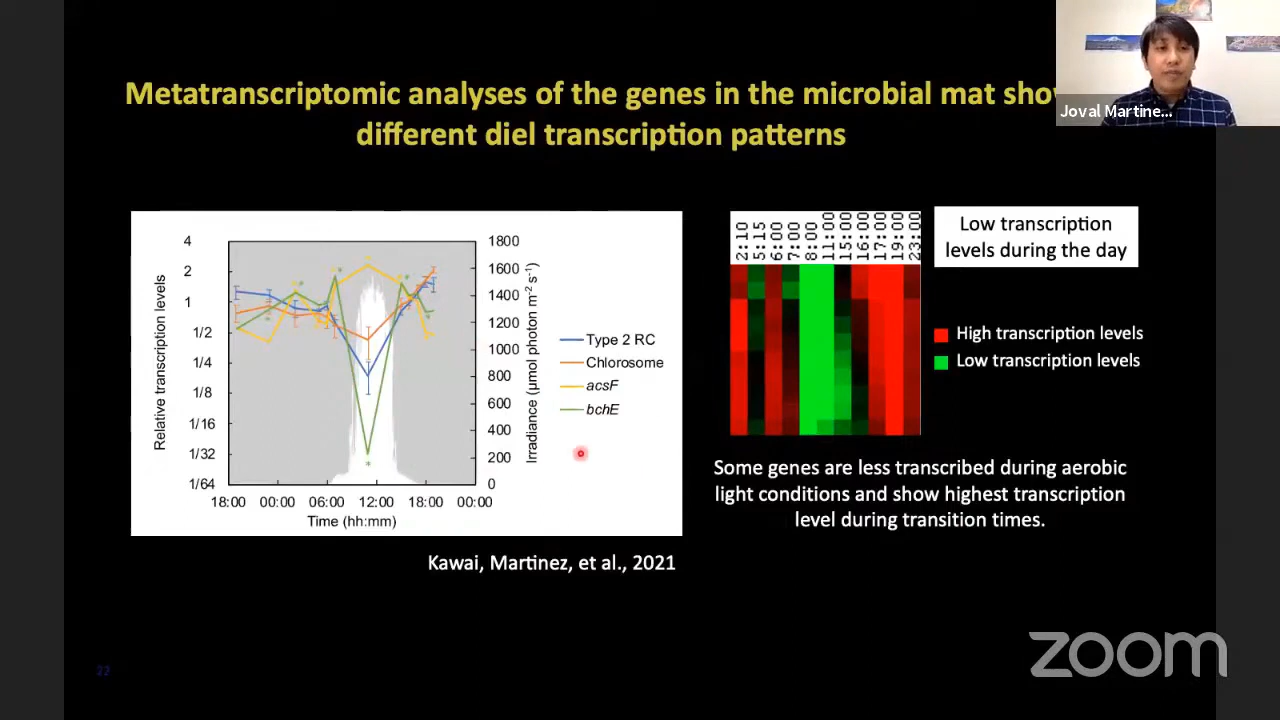 Metatranscriptomic analyses of the genes in the microbial mat
different diel transcription patterns
Joval Martine...
4
2
1
1/2
1/4
1/8
1/16
1/32
1/64
Relative transcription levels
1800
1600
1400
1200
1000
800
600
400
200
0
Irradiance (μmol photon m⁻² s⁻¹)
18:00 00:00 06:00 12:00 18:00 00:00
Time (hh:mm)
Type 2 RC
Chlorosome
acsF
bchE
Kawai, Martinez, et al., 2021
2:10
5:15
6:00
7:00
8:00
11:00
15:00
16:00
17:00
19:00
23:00
Low transcription
levels during the day
High transcription levels
Low transcription levels
Some genes are less transcribed during aerobic
light conditions and show highest transcription
level during transition times.
22
zoom